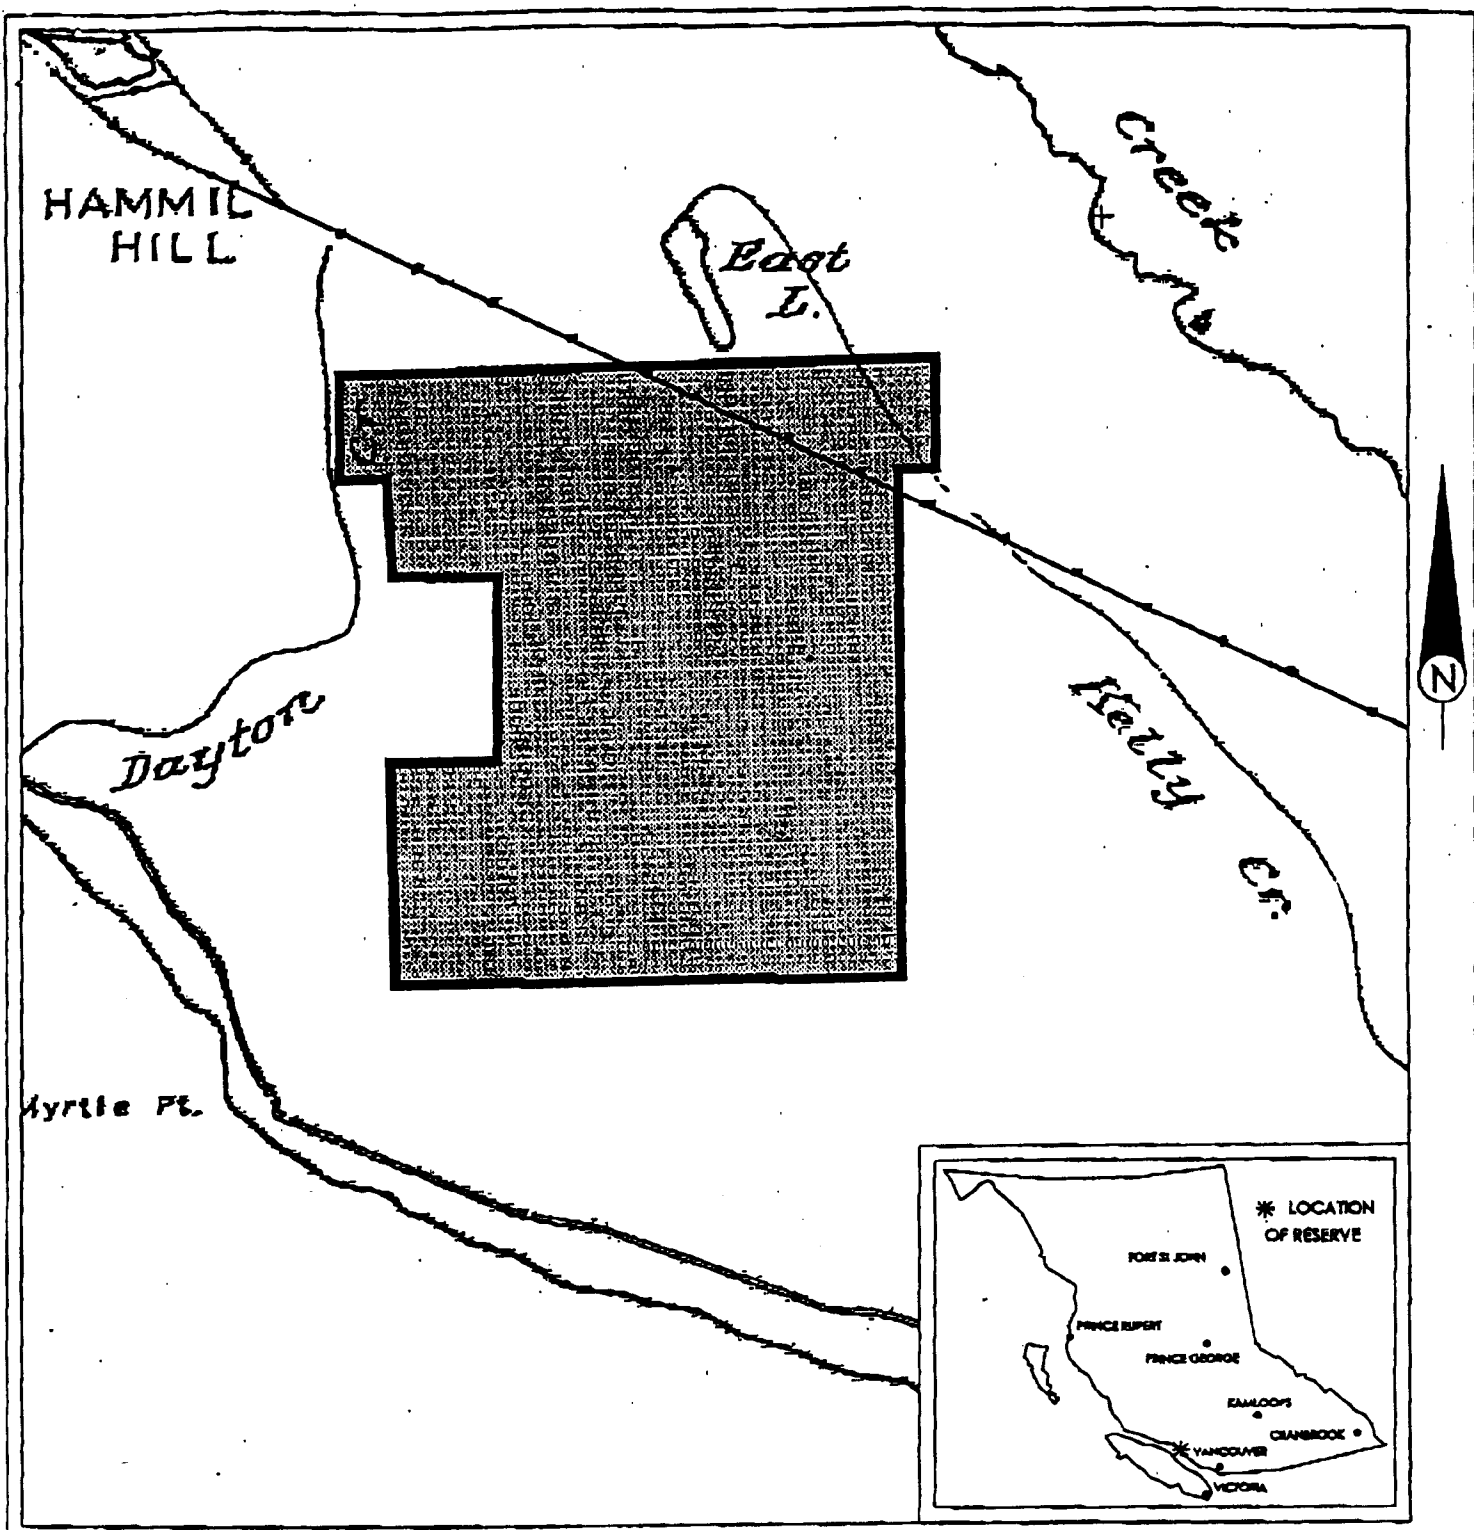 HAMMIL
HILL
Creek
East
L.
Dayton
Kelly
Cr.
Myrtle Pt.
N
LOCATION
OF RESERVE
FORT ST. JOHN
PRINCE RUPERT
PRINCE GEORGE
KAMLOOPS
CRANBROOK
VANCOUVER
VICTORIA